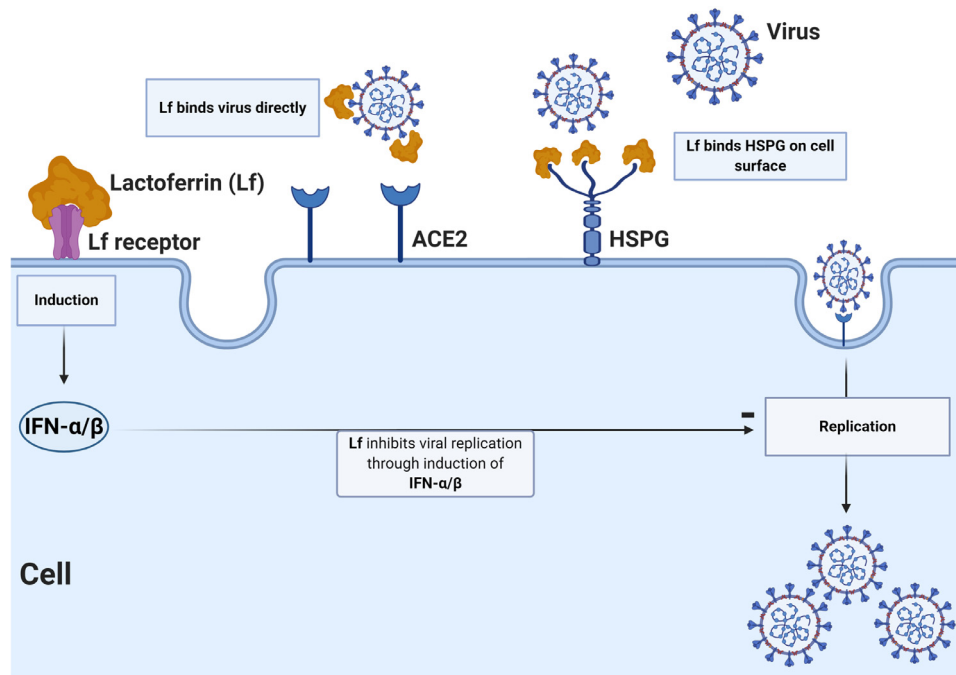 Virus
Lf binds virus directly
Lf binds HSPG on cell
surface
Lactoferrin (Lf)
Lf receptor
ACE2
HSPG
Induction
IFN-α/β
Lf inhibits viral replication
through induction of
IFN-α/β
-
Replication
Cell